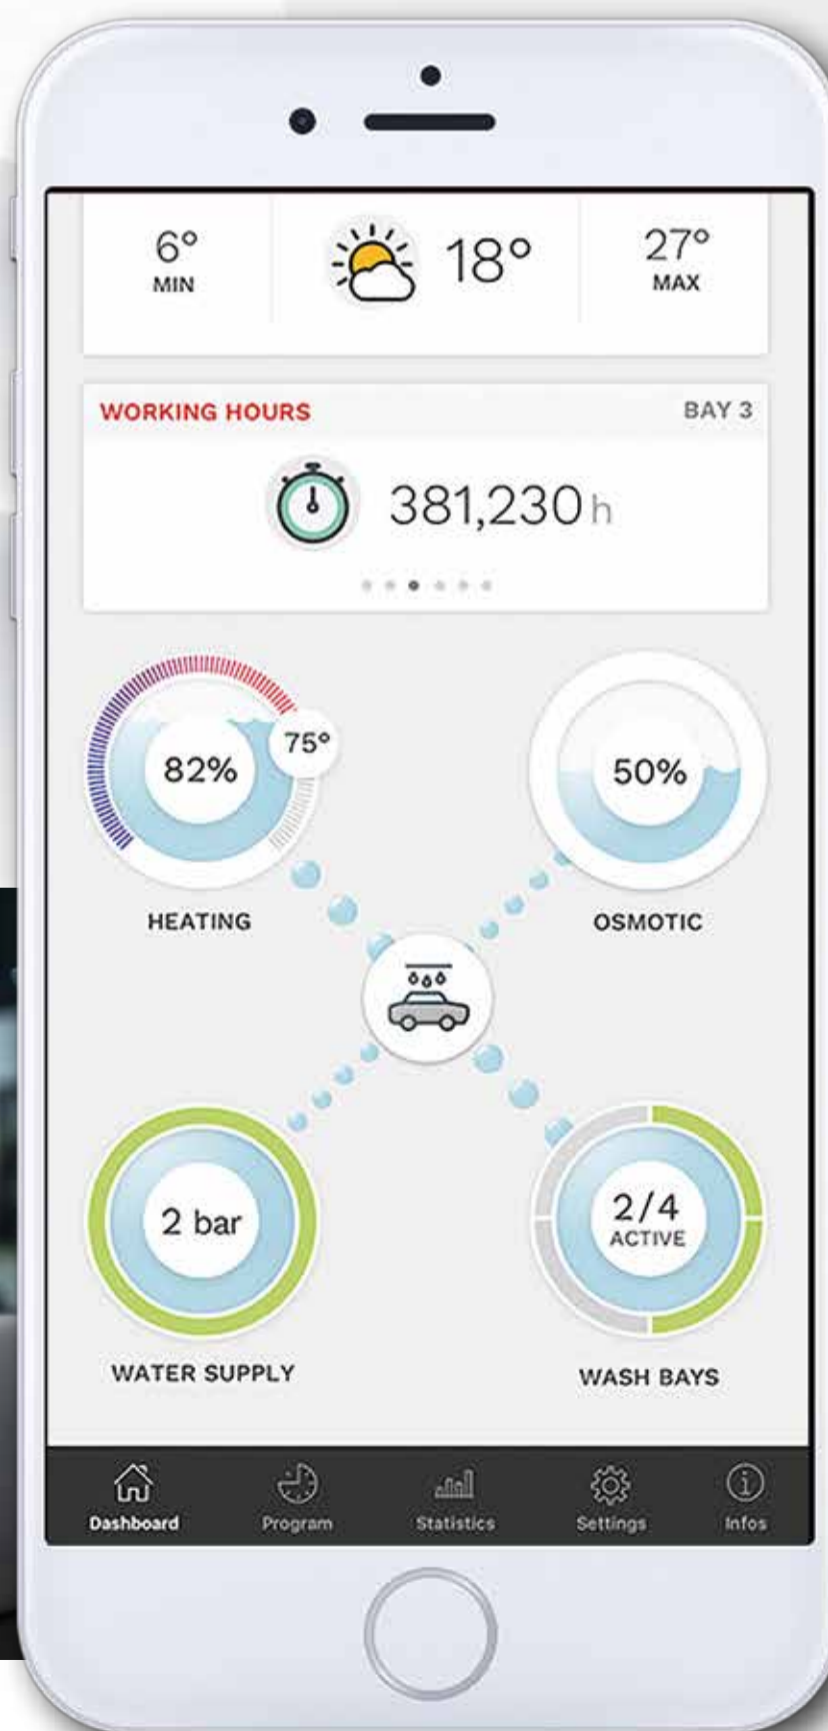 6° 18° 27°
MIN MAX
WORKING HOURS BAY 3
381,230 h
82% 75° 50%
HEATING OSMOTIC
2 bar 2/4
ACTIVE
WATER SUPPLY WASH BAYS
Dashboard Program Statistics Settings Infos